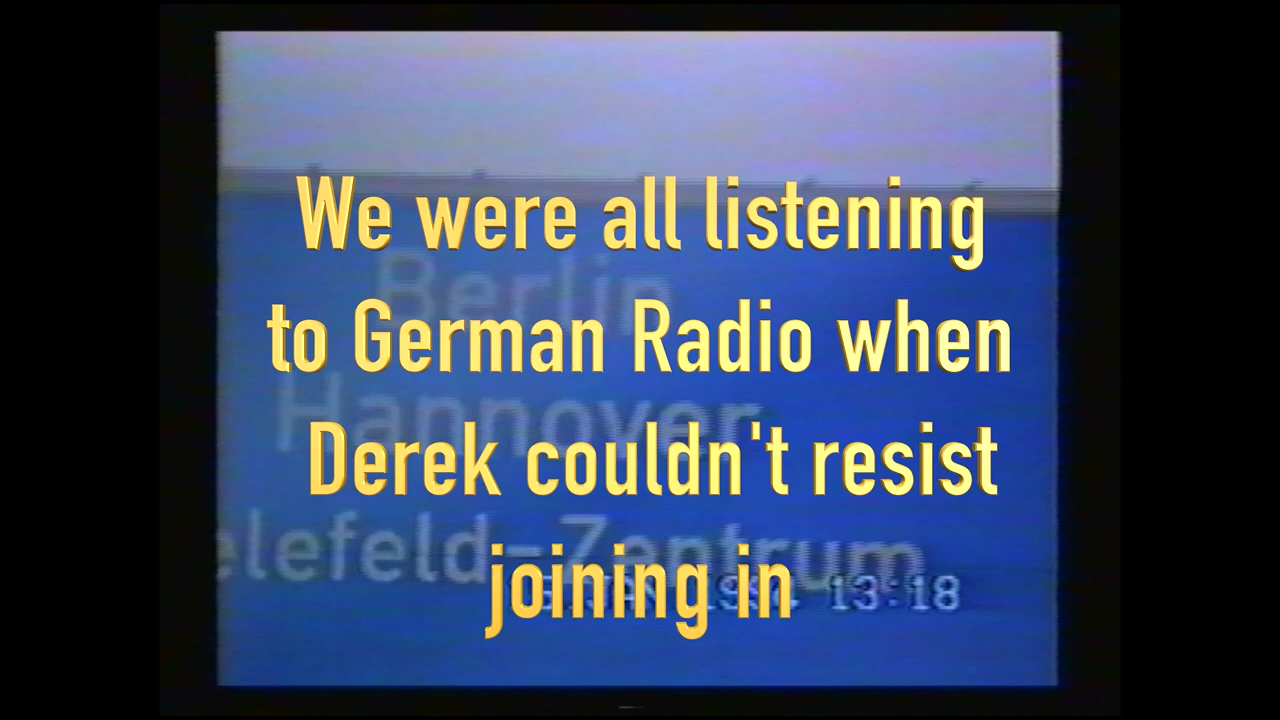 We were all listening
Berlin
to German Radio when
Hannover
Derek couldn't resist
elefeld-Zentrum
joining in
13:18